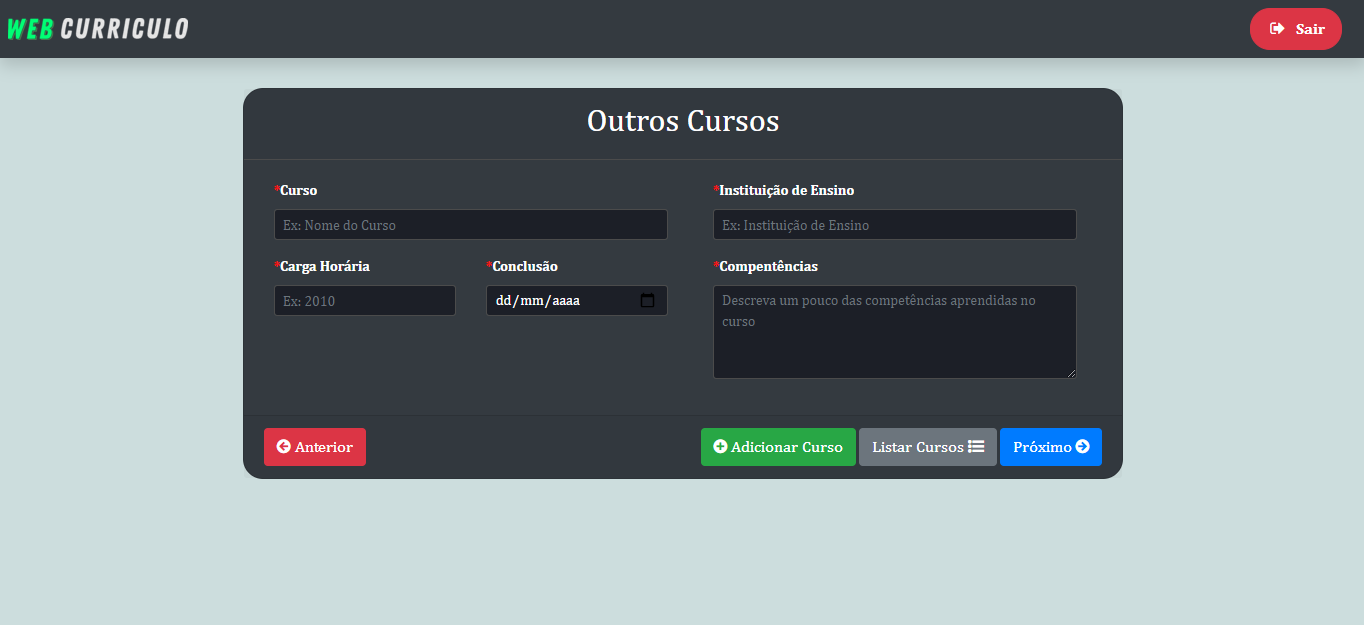 WEB CURRICULO
Sair
Outros Cursos
*Curso
*Instituição de Ensino
Ex: Nome do Curso
Ex: Instituição de Ensino
*Carga Horária
*Conclusão
*Compentências
Ex: 2010
dd/mm/aaaa
Descreva um pouco das competências aprendidas no
curso
Anterior
Adicionar Curso
Listar Cursos
Próximo